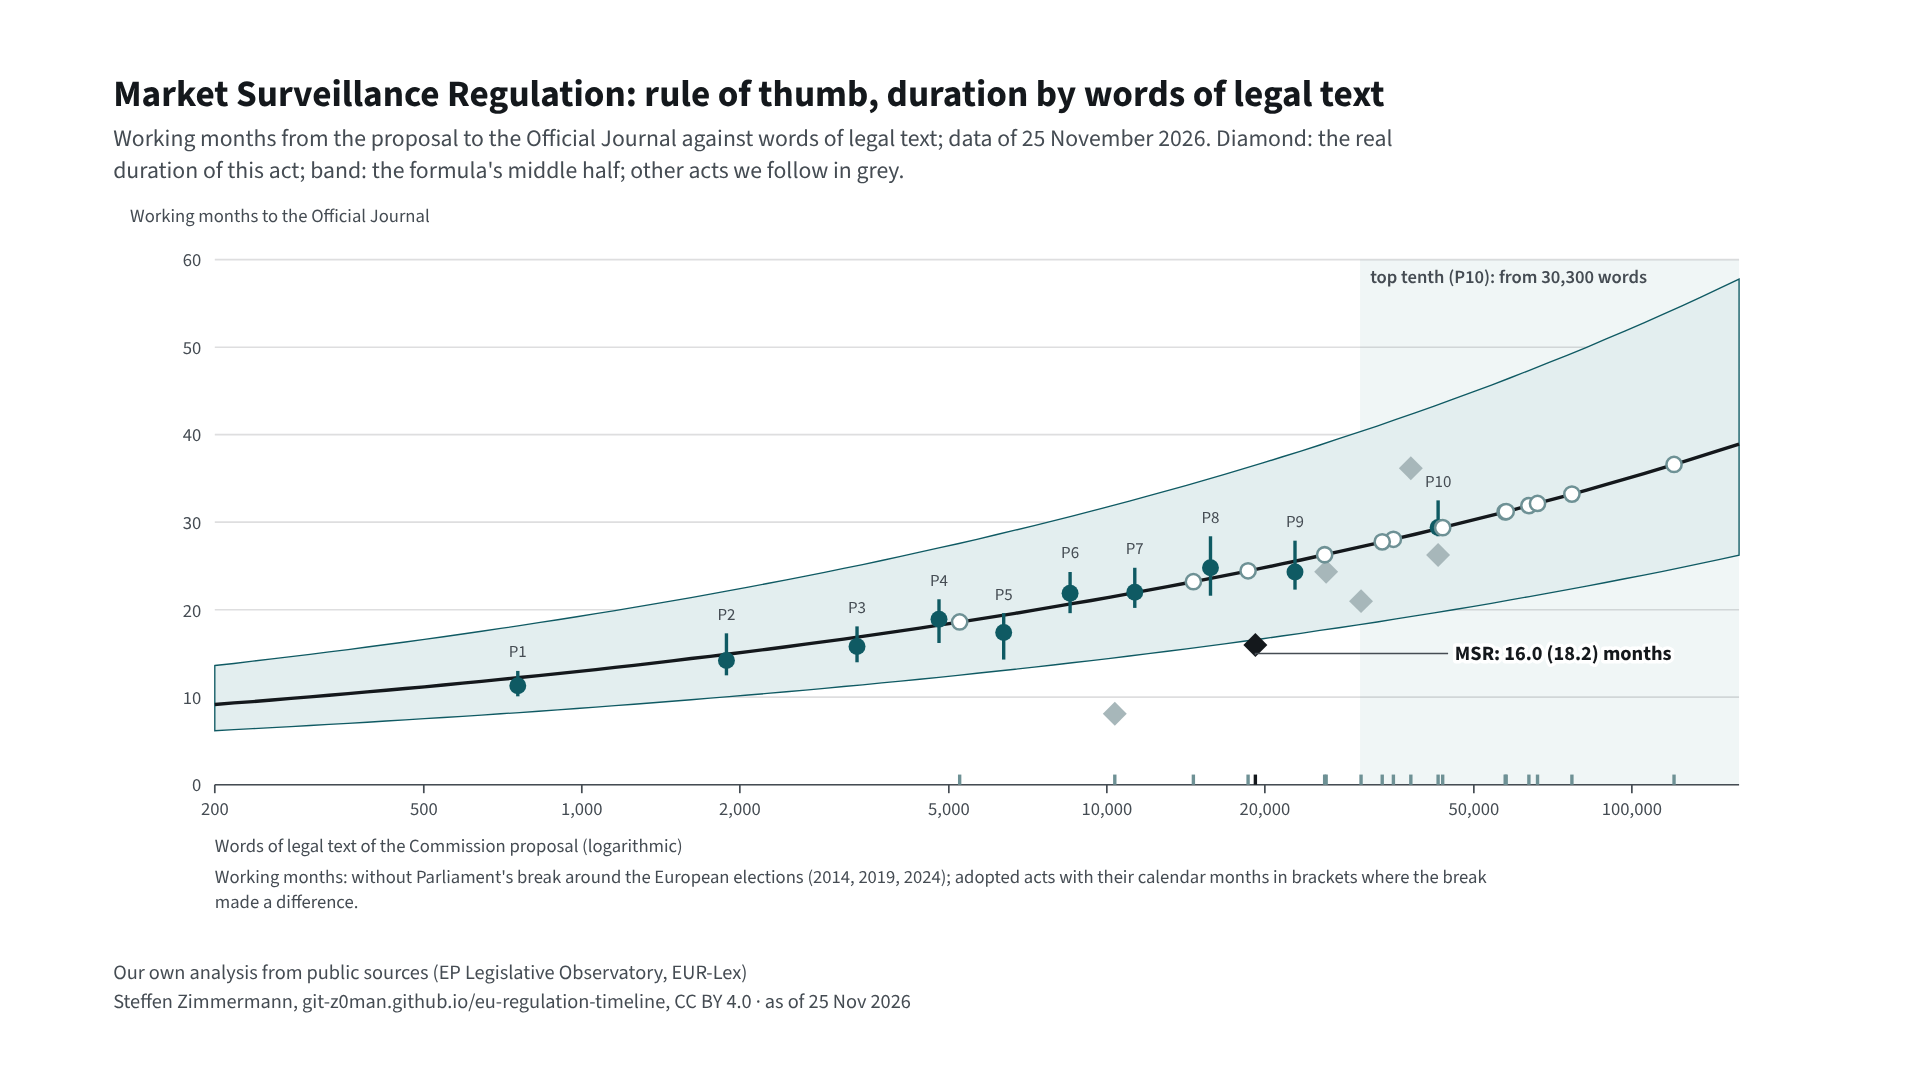 Market Surveillance Regulation: rule of thumb, duration by words of legal text
Working months from the proposal to the Official Journal against words of legal text; data of 25 November 2026. Diamond: the real
duration of this act; band: the formula's middle half; other acts we follow in grey.
Working months to the Official Journal
60
top tenth (P10): from 30,300 words
50
40
P10
30
P8
P9
P7
P6
P4
P5
P3
P2
20
P1
MSR: 16.0 (18.2) months
10
0
200
500
1,000
2,000
5,000
10,000
20,000
50,000
100,000
Words of legal text of the Commission proposal (logarithmic)
Working months: without Parliament's break around the European elections (2014, 2019, 2024); adopted acts with their calendar months in brackets where the break
made a difference.
Our own analysis from public sources (EP Legislative Observatory, EUR-Lex)
Steffen Zimmermann, git-z0man.github.io/eu-regulation-timeline, CC BY 4.0 · as of 25 Nov 2026